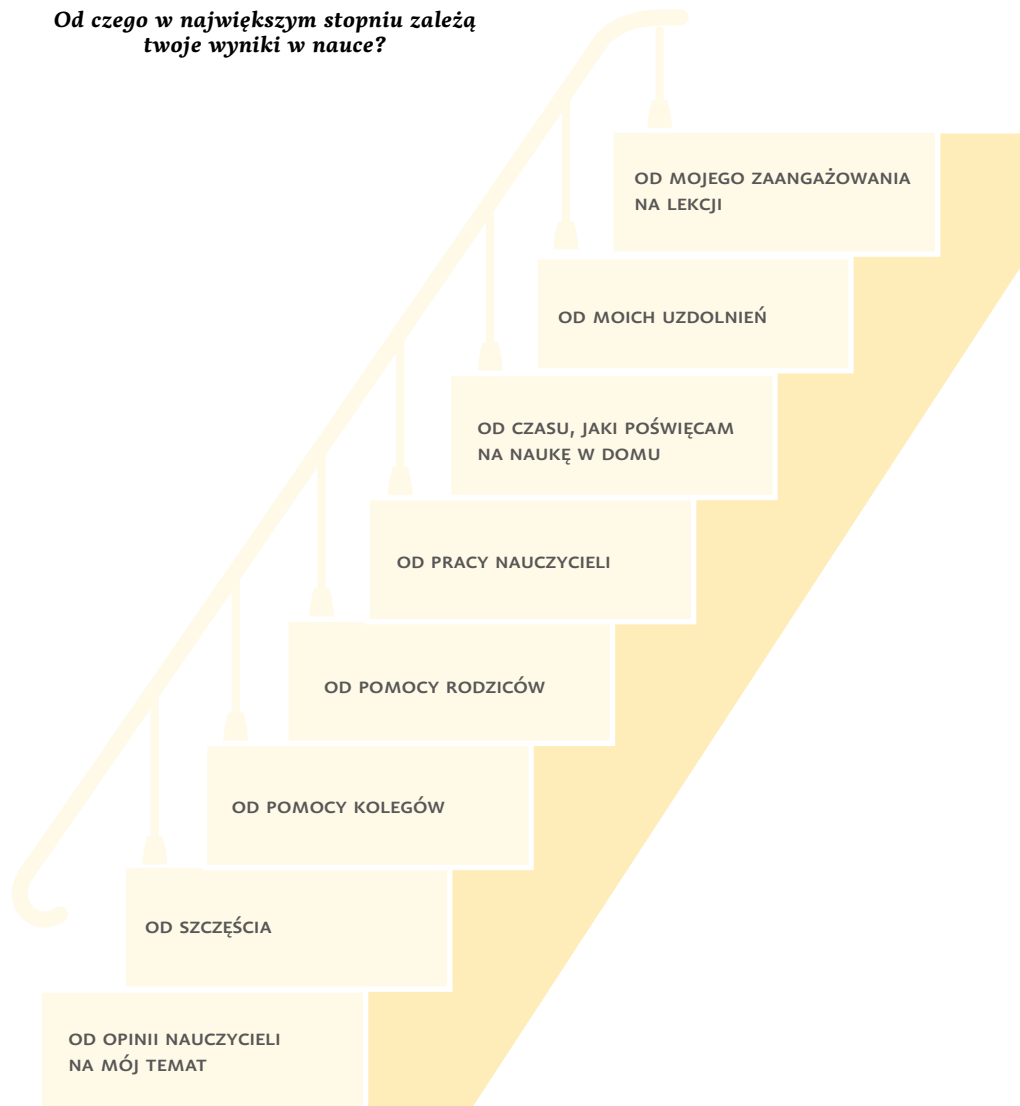 Od czego w największym stopniu zależą
twoje wyniki w nauce?
OD MOJEGO ZAANGAŻOWANIA
NA LEKCJI
OD MOICH UZDOLNIEŃ
OD CZASU, JAKI POŚWIĘCAM
NA NAUKĘ W DOMU
OD PRACY NAUCZYCIELI
OD POMOCY RODZICÓW
OD POMOCY KOLEGÓW
OD SZCZĘŚCIA
OD OPINII NAUCZYCIELI
NA MÓJ TEMAT